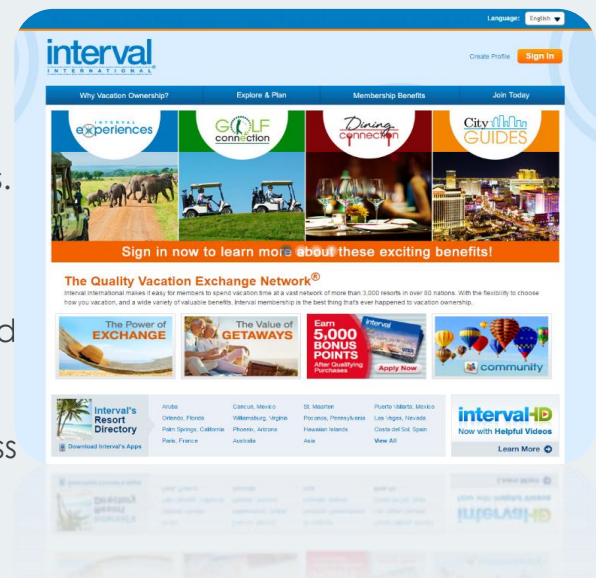 Language: English
interval
INTERNATIONAL®
Create Profile Sign In
Why Vacation Ownership? Explore & Plan Membership Benefits Join Today
INTERVAL
experiences
GOLF
connection
Dining
connection
City
GUIDES
Sign in now to learn more about these exciting benefits!
The Quality Vacation Exchange Network®
Interval International makes it easy for members to spend vacation time at a vast network of more than 3,000 resorts in over 80 nations. With the flexibility to choose
how you vacation, and a wide variety of valuable benefits, Interval membership is the best thing that's ever happened to vacation ownership.
The Power of
EXCHANGE
The Value of
GETAWAYS
Earn
5,000
BONUS
POINTS
After Qualifying
Purchases
interval
Apply Now
community
Interval's
Resort
Directory
Download Interval's Apps
Aruba Cancun, Mexico St. Maarten Puerto Vallarta, Mexico
Orlando, Florida Williamsburg, Virginia Poconos, Pennsylvania Las Vegas, Nevada
Palm Springs, California Phoenix, Arizona Hawaiian Islands Costa del Sol, Spain
Paris, France Australia Asia View All
intervalHD
Now with Helpful Videos
Learn More
s.
d
ss